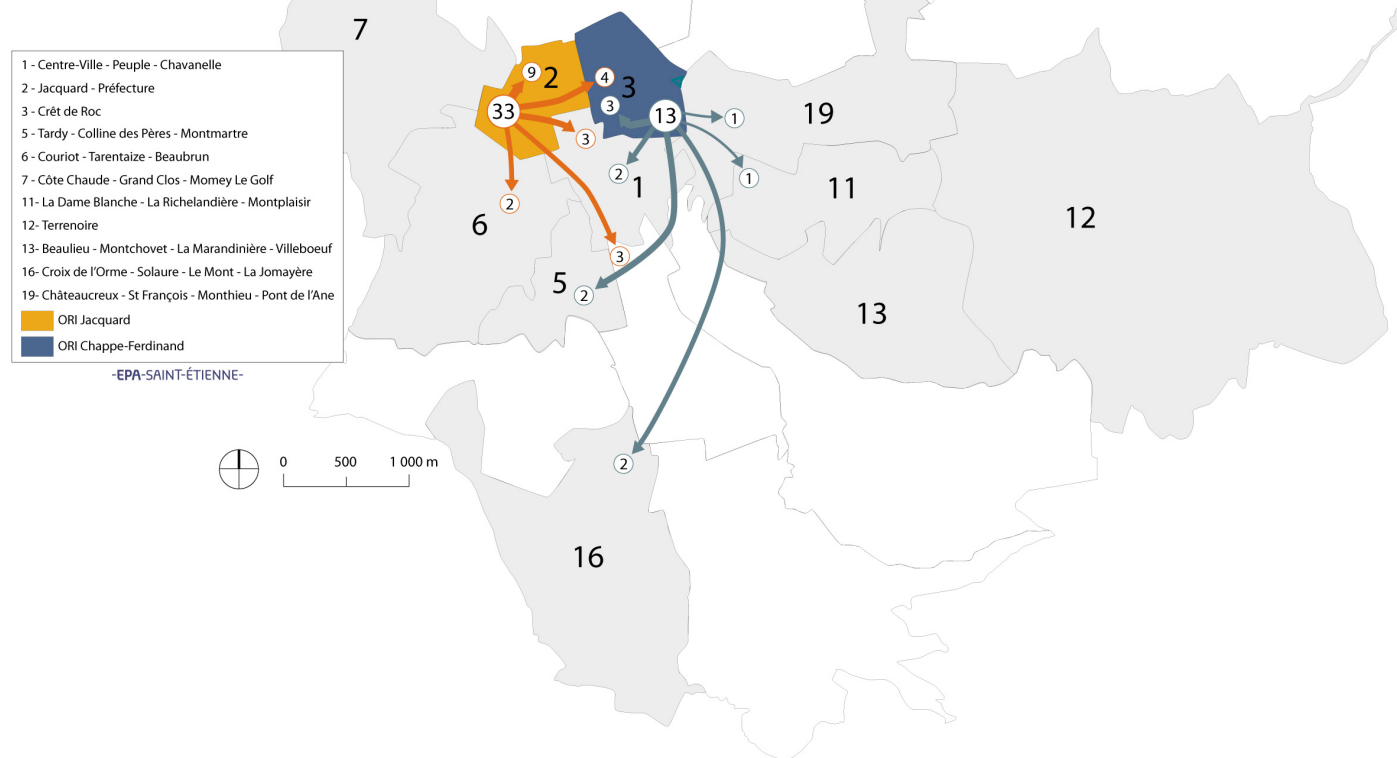 1 - Centre-Ville - Peuple - Chavanelle
2 - Jacquard - Préfecture
3 - Crêt de Roc
5 - Tardy - Colline des Pères - Montmartre
6 - Couriot - Tarentaize - Beaubrun
7 - Côte Chaude - Grand Clos - Momey Le Golf
11- La Dame Blanche - La Richelandière - Montplaisir
12- Terrenoire
13- Beaulieu - Montchovet - La Marandinière - Villeboeuf
16- Croix de l'Orme - Solaure - Le Mont - La Jomayère
19- Châteaucreux - St François - Monthieu - Pont de l'Ane
ORI Jacquard
ORI Chappe-Ferdinand
-EPA-SAINT-ÉTIENNE-
0 500 1 000 m
7
9
2
4
3
33
3
13
1
19
3
2
1
1
11
2
6
12
3
5
2
13
2
16